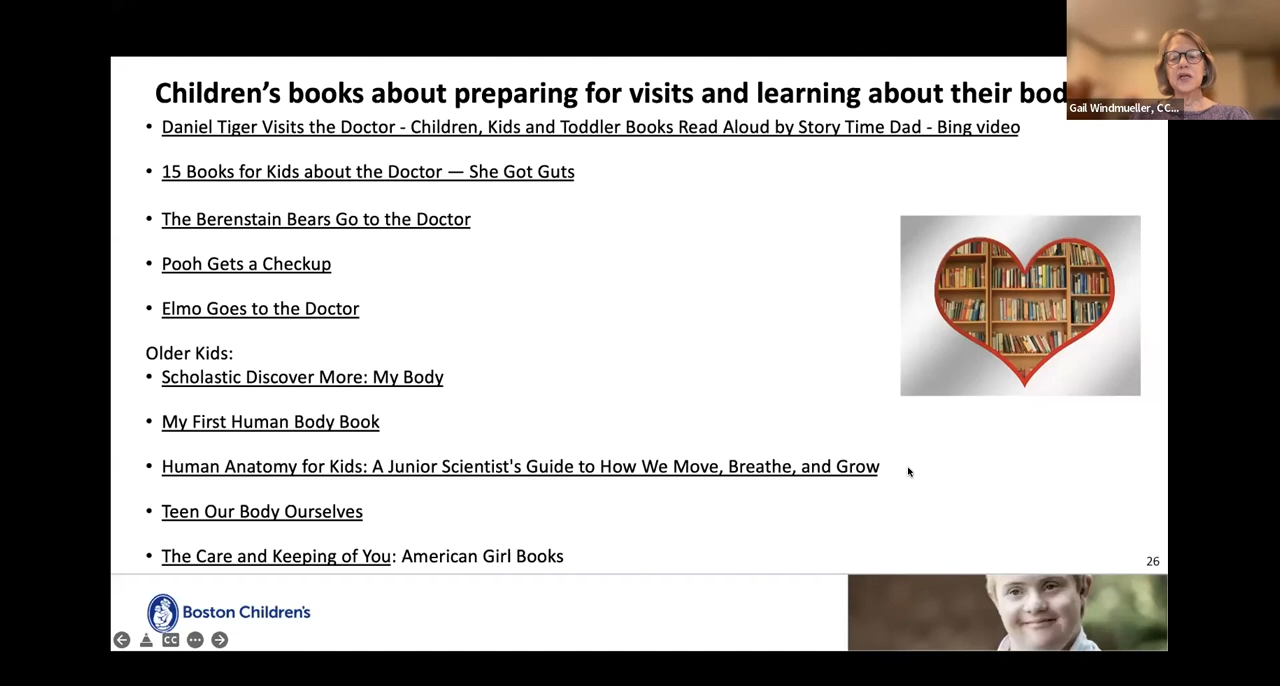 Children's books about preparing for visits and learning about their bod
Gail Windmueller, CC...
• Daniel Tiger Visits the Doctor - Children, Kids and Toddler Books Read Aloud by Story Time Dad - Bing video
• 15 Books for Kids about the Doctor — She Got Guts
• The Berenstain Bears Go to the Doctor
• Pooh Gets a Checkup
• Elmo Goes to the Doctor
Older Kids:
• Scholastic Discover More: My Body
• My First Human Body Book
• Human Anatomy for Kids: A Junior Scientist's Guide to How We Move, Breathe, and Grow
• Teen Our Body Ourselves
• The Care and Keeping of You: American Girl Books
26
Boston Children's
CC